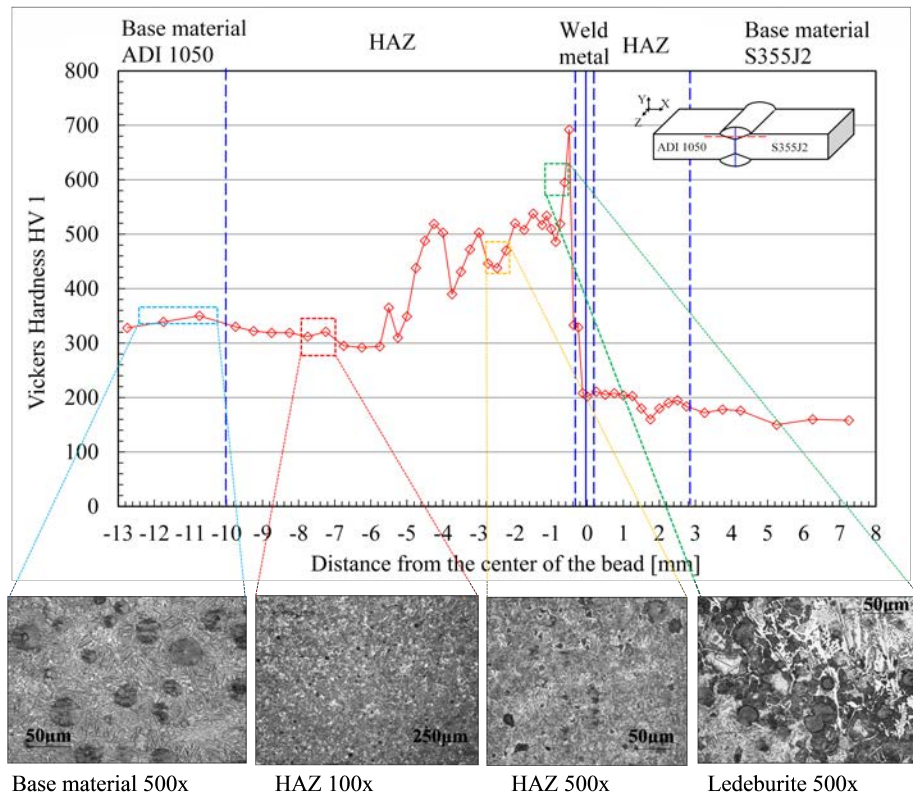 Base material
ADI 1050
HAZ
Weld
metal
HAZ
Base material
S355J2
800
700
600
500
400
300
200
100
0
Vickers Hardness HV 1
Y
X
Z
ADI 1050
S355J2
-13 -12 -11 -10 -9 -8 -7 -6 -5 -4 -3 -2 -1 0 1 2 3 4 5 6 7 8
Distance from the center of the bead [mm]
50µm
250µm
50µm
50µm
Base material 500x
HAZ 100x
HAZ 500x
Ledeburite 500x